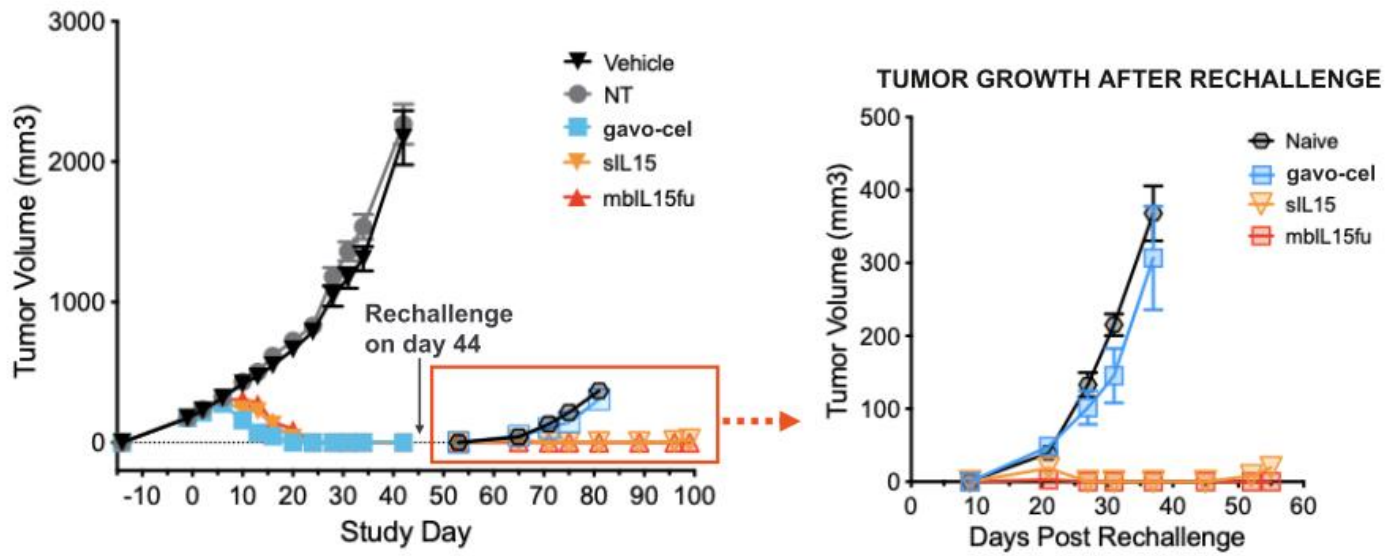 3000
2000
1000
0
Tumor Volume (mm3)
-10 0 10 20 30 40 50 60 70 80 90 100
Study Day
Vehicle
NT
gavo-cel
sIL15
mbIL15fu
Rechallenge
on day 44
TUMOR GROWTH AFTER RECHALLENGE
500
400
300
200
100
0
Tumor Volume (mm3)
0 10 20 30 40 50 60
Days Post Rechallenge
Naive
gavo-cel
sIL15
mbIL15fu